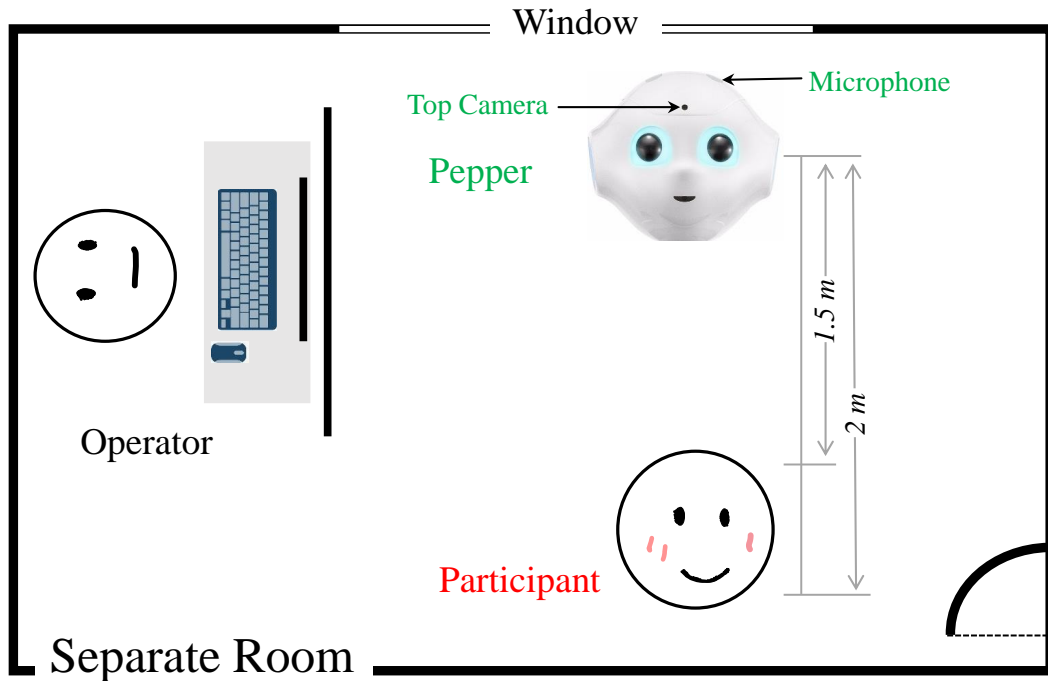 Window
Microphone
Top Camera
Pepper
1.5 m
2 m
Operator
Participant
Separate Room